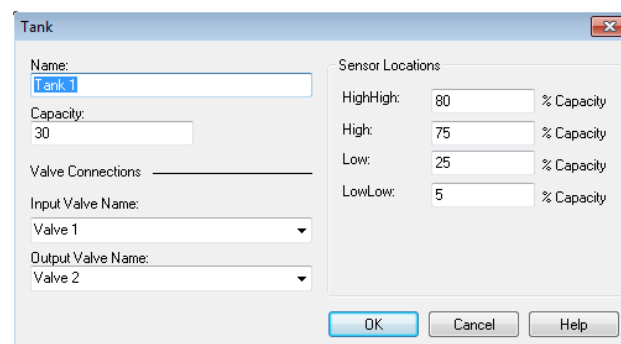 Tank
Name:
Tank 1
Capacity:
30
Valve Connections
Input Valve Name:
Valve 1
Output Valve Name:
Valve 2
Sensor Locations
HighHigh: 80 % Capacity
High: 75 % Capacity
Low: 25 % Capacity
LowLow: 5 % Capacity
OK Cancel Help